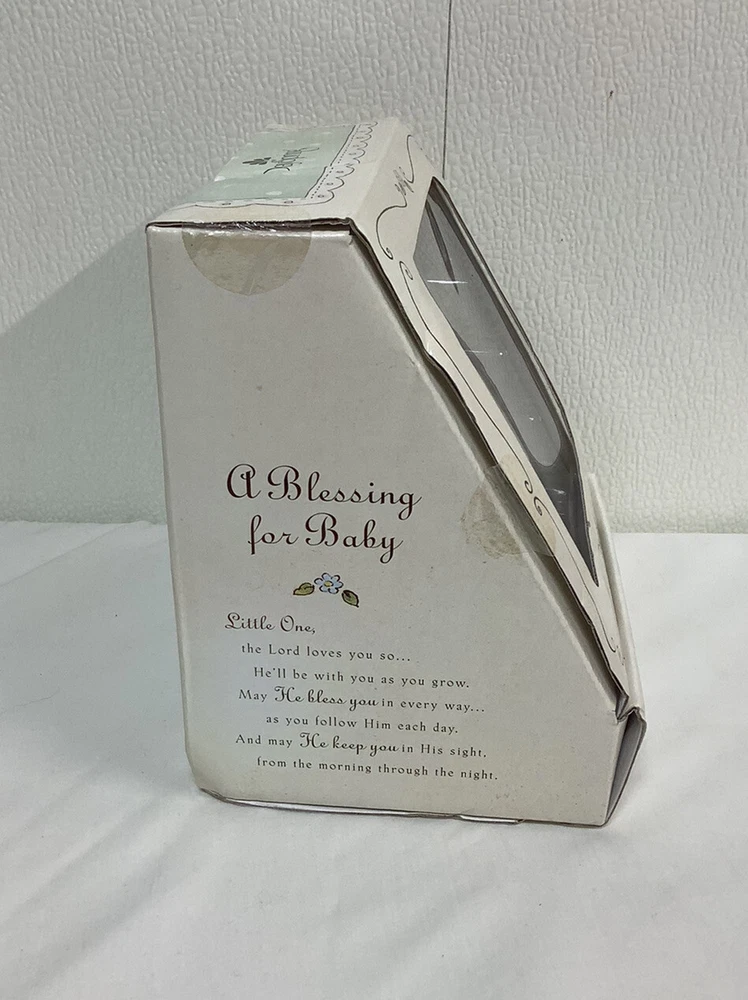 A Blessing
for Baby
Little One,
the Lord loves you so...
He'll be with you as you grow.
May He bless you in every way...
as you follow Him each day.
And may He keep you in His sight,
from the morning through the night.